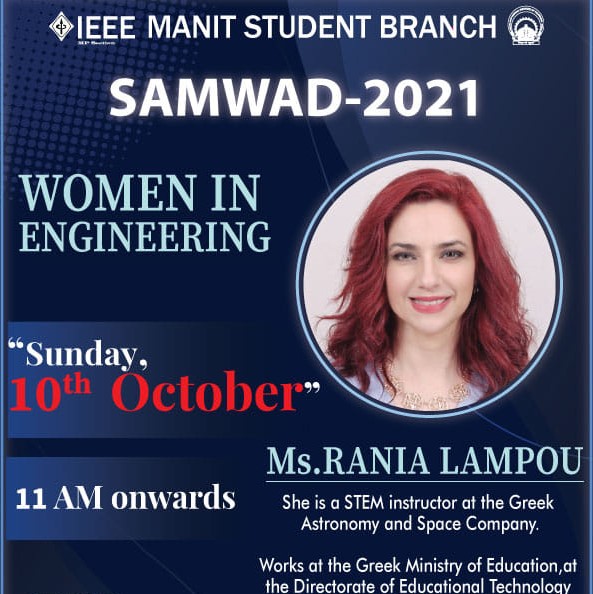 IEEE MANIT STUDENT BRANCH
MP Section
SAMWAD-2021
WOMEN IN
ENGINEERING
“Sunday,
10th October”
11 AM onwards
Ms.RANIA LAMPOU
She is a STEM instructor at the Greek
Astronomy and Space Company.
Works at the Greek Ministry of Education,at
the Directorate of Educational Technology